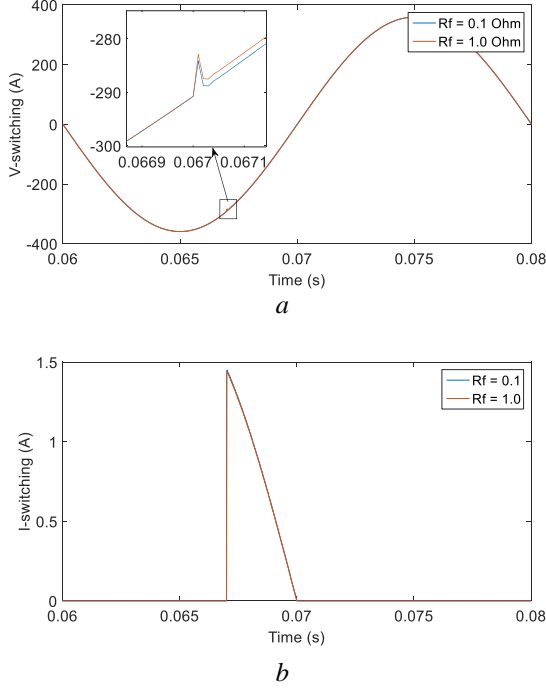 400
200
0
-200
-400
V-switching (A)
-280
-290
-300
0.0669
0.067
0.0671
Rf = 0.1 Ohm
Rf = 1.0 Ohm
0.06
0.065
0.07
0.075
0.08
Time (s)
a
1.5
1
0.5
0
I-switching (A)
Rf = 0.1
Rf = 1.0
0.06
0.065
0.07
0.075
0.08
Time (s)
b